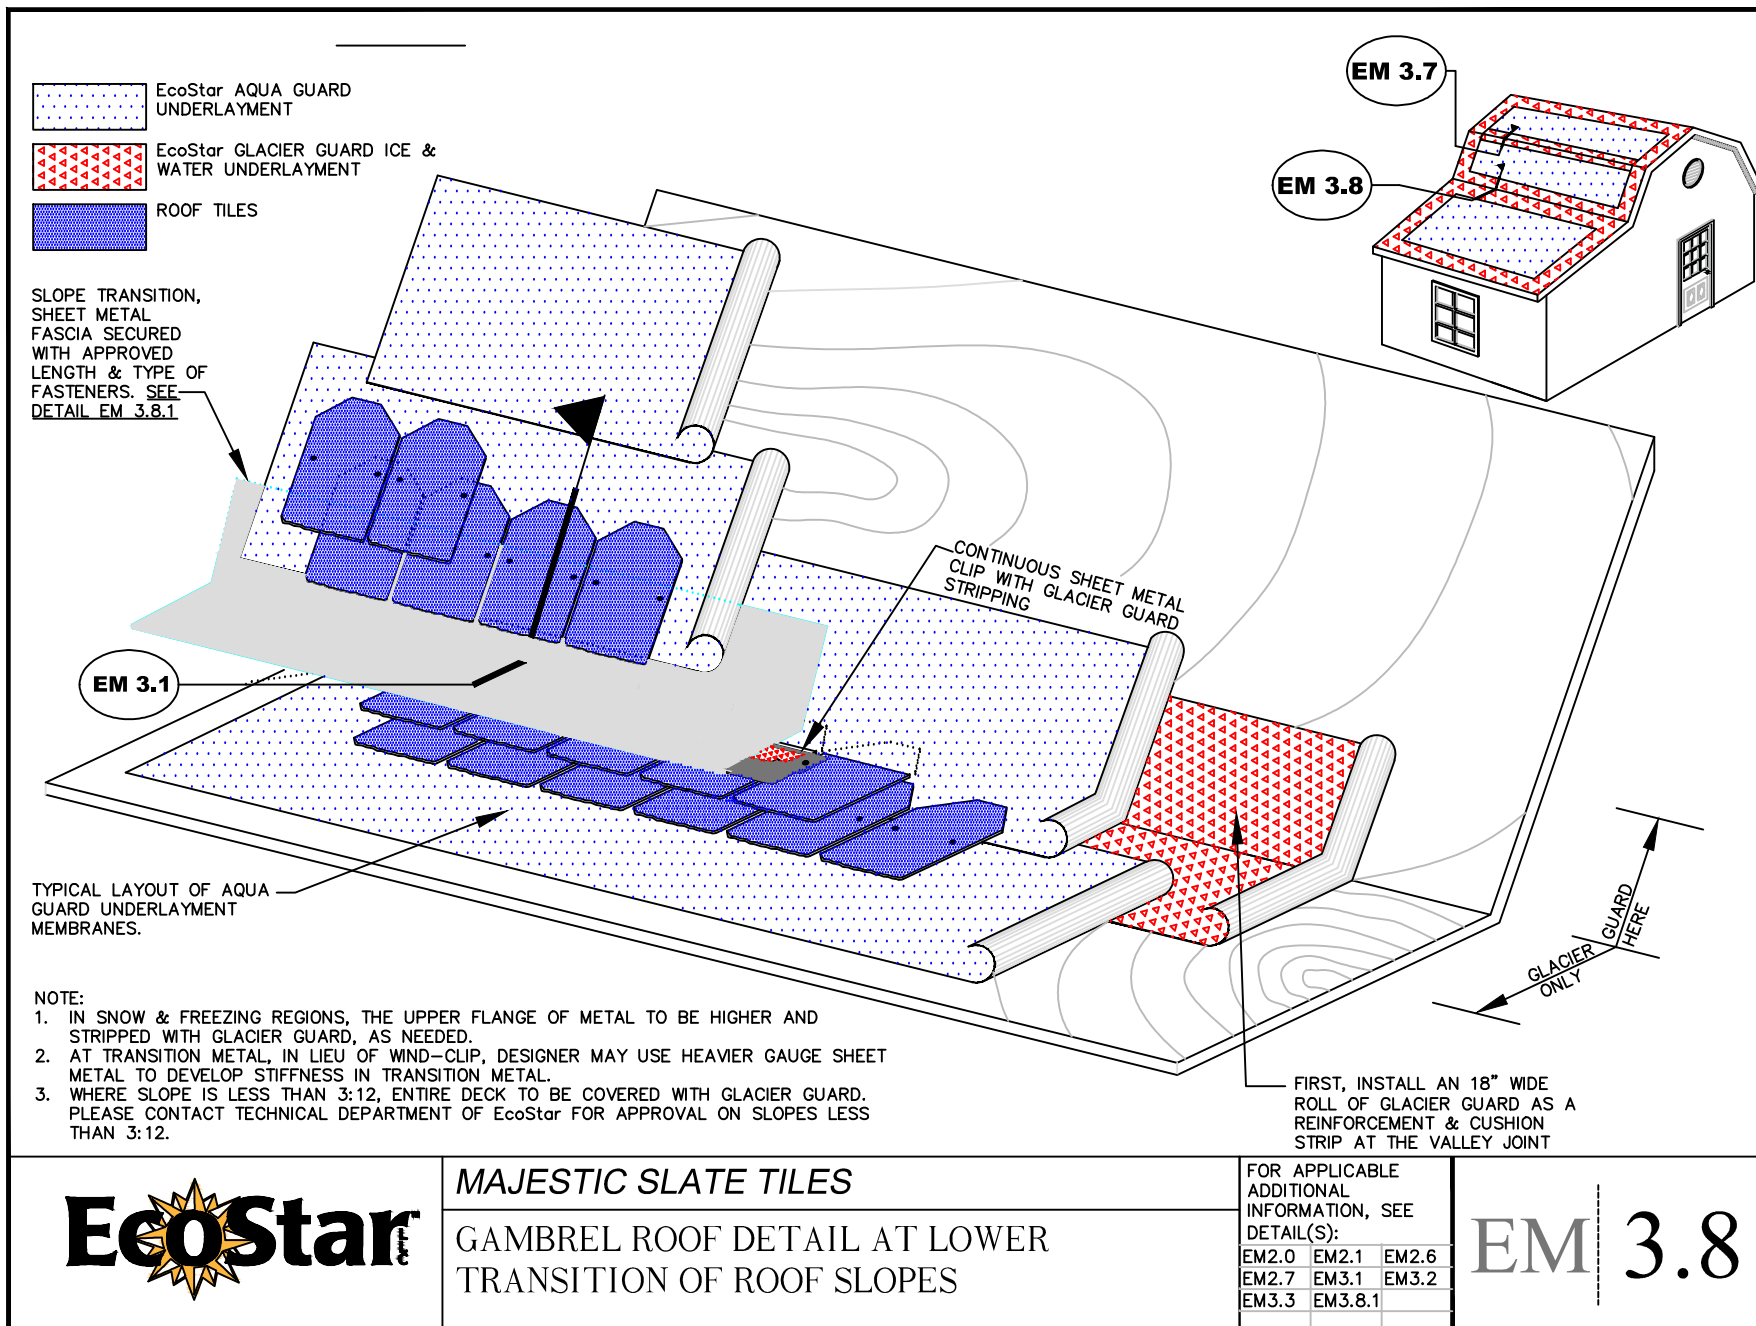 EcoStar AQUA GUARD
UNDERLAYMENT
EcoStar GLACIER GUARD ICE &
WATER UNDERLAYMENT
ROOF TILES
SLOPE TRANSITION,
SHEET METAL
FASCIA SECURED
WITH APPROVED
LENGTH & TYPE OF
FASTENERS. SEE
DETAIL EM 3.8.1
EM 3.7
EM 3.8
CONTINUOUS SHEET METAL
CLIP WITH GLACIER GUARD
STRIPPING
EM 3.1
TYPICAL LAYOUT OF AQUA
GUARD UNDERLAYMENT
MEMBRANES.
GLACIER GUARD
ONLY HERE
NOTE:
1. IN SNOW & FREEZING REGIONS, THE UPPER FLANGE OF METAL TO BE HIGHER AND
STRIPPED WITH GLACIER GUARD, AS NEEDED.
2. AT TRANSITION METAL, IN LIEU OF WIND-CLIP, DESIGNER MAY USE HEAVIER GAUGE SHEET
METAL TO DEVELOP STIFFNESS IN TRANSITION METAL.
3. WHERE SLOPE IS LESS THAN 3:12, ENTIRE DECK TO BE COVERED WITH GLACIER GUARD.
PLEASE CONTACT TECHNICAL DEPARTMENT OF EcoStar FOR APPROVAL ON SLOPES LESS
THAN 3:12.
FIRST, INSTALL AN 18" WIDE
ROLL OF GLACIER GUARD AS A
REINFORCEMENT & CUSHION
STRIP AT THE VALLEY JOINT
EcoStar
MAJESTIC SLATE TILES
GAMBREL ROOF DETAIL AT LOWER
TRANSITION OF ROOF SLOPES
FOR APPLICABLE
ADDITIONAL
INFORMATION, SEE
DETAIL(S):
EM2.0 EM2.1 EM2.6
EM2.7 EM3.1 EM3.2
EM3.3 EM3.8.1
EM 3.8